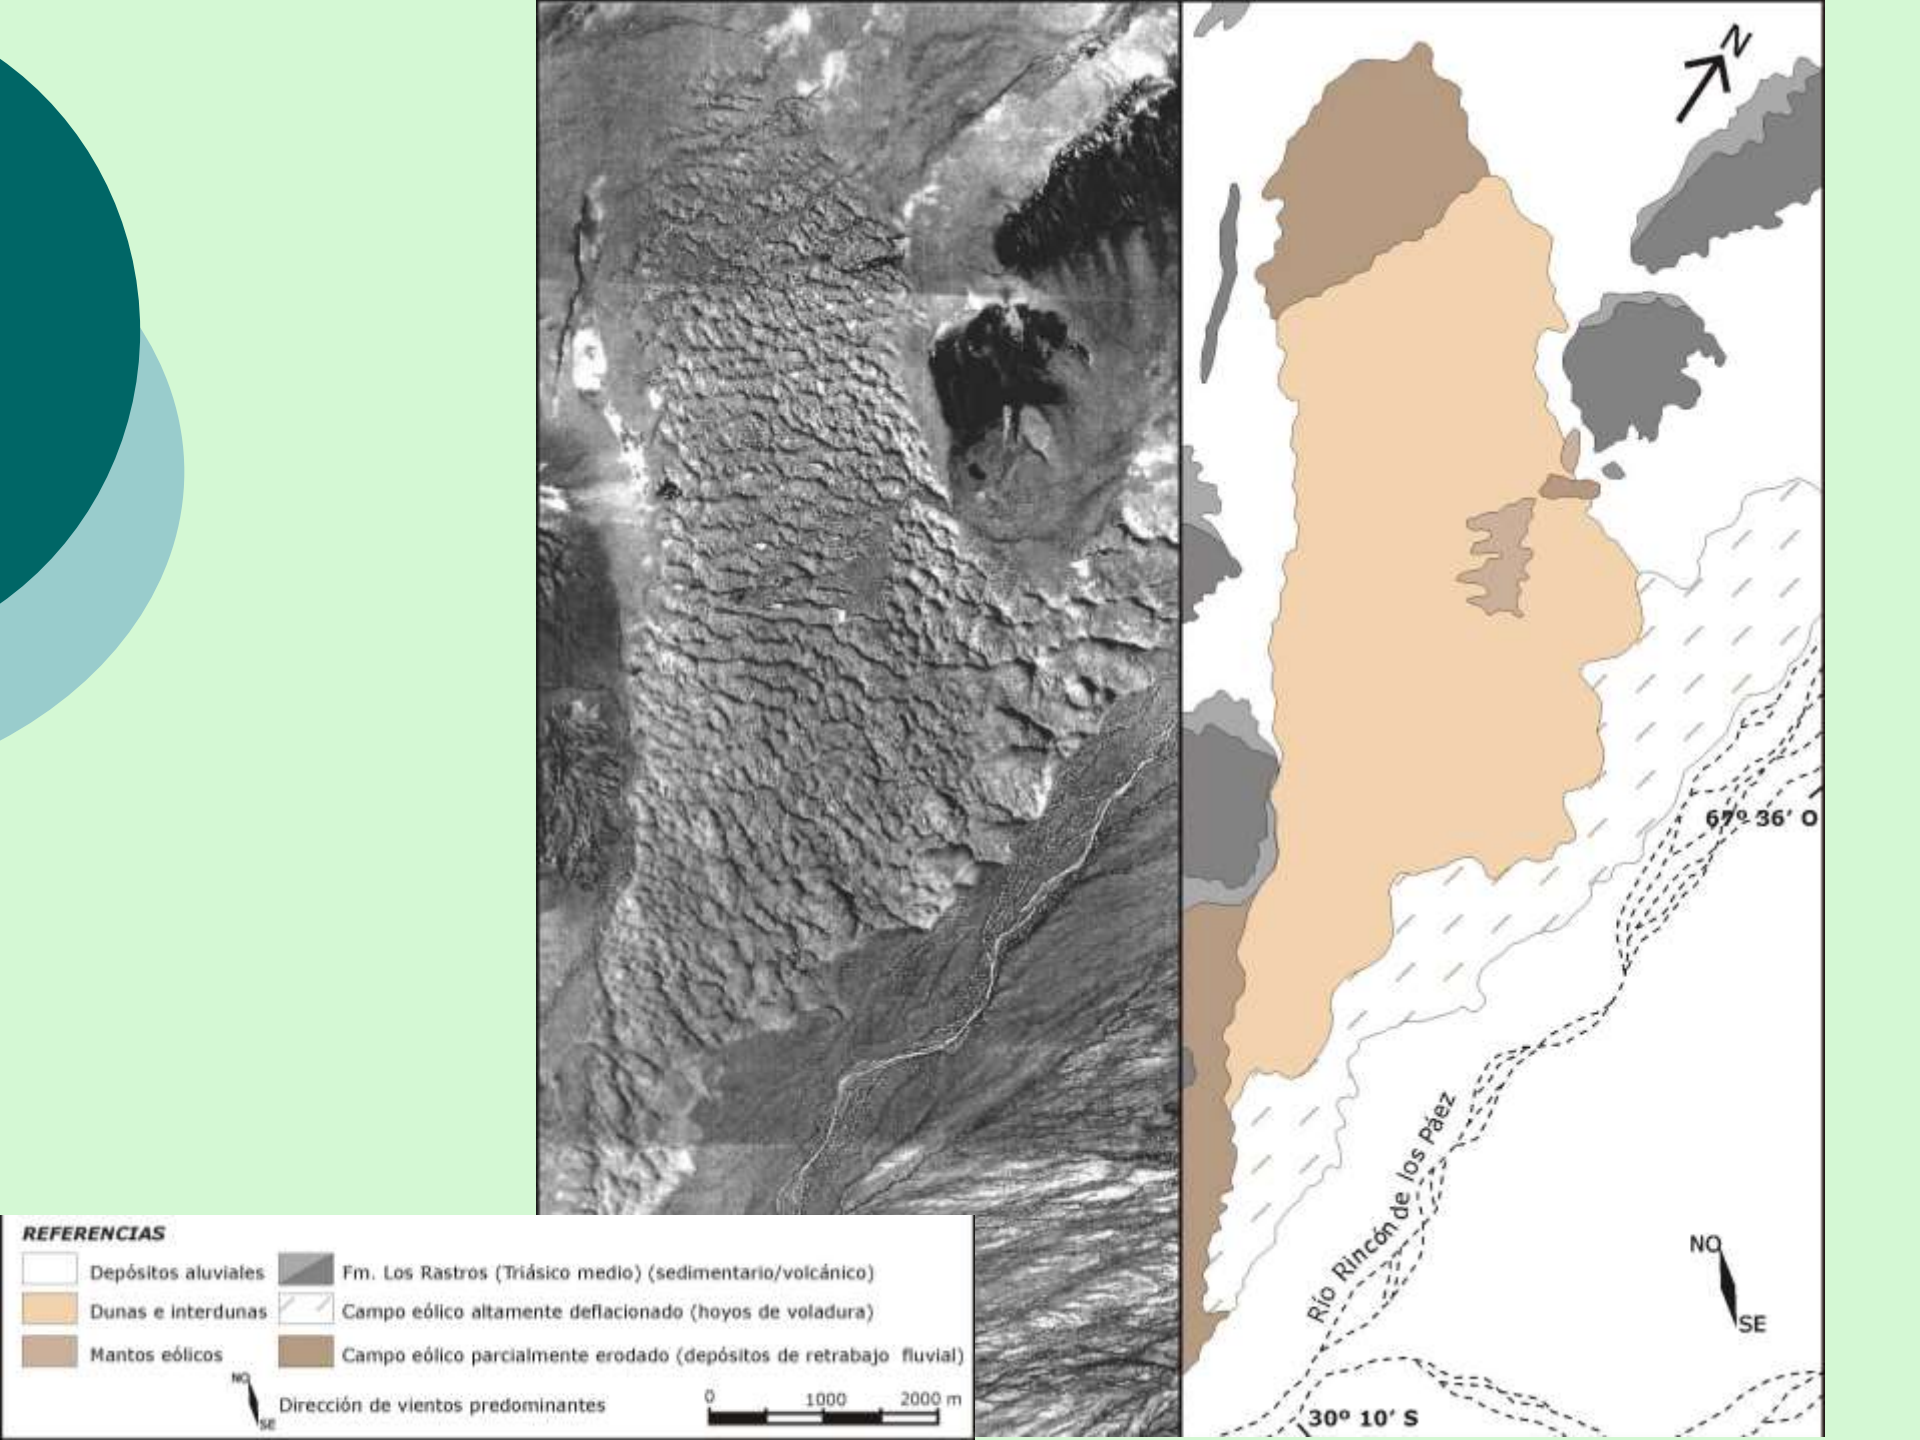 N
67º 36’ O
Río Rincón de los Páez
NO
SE
30º 10’ S
REFERENCIAS
Depósitos aluviales
Fm. Los Rastros (Triásico medio) (sedimentario/volcánico)
Dunas e interdunas
Campo eólico altamente deflacionado (hoyos de voladura)
Mantos eólicos
Campo eólico parcialmente erodado (depósitos de retrabajo fluvial)
NO
SE
Dirección de vientos predominantes
0 1000 2000 m